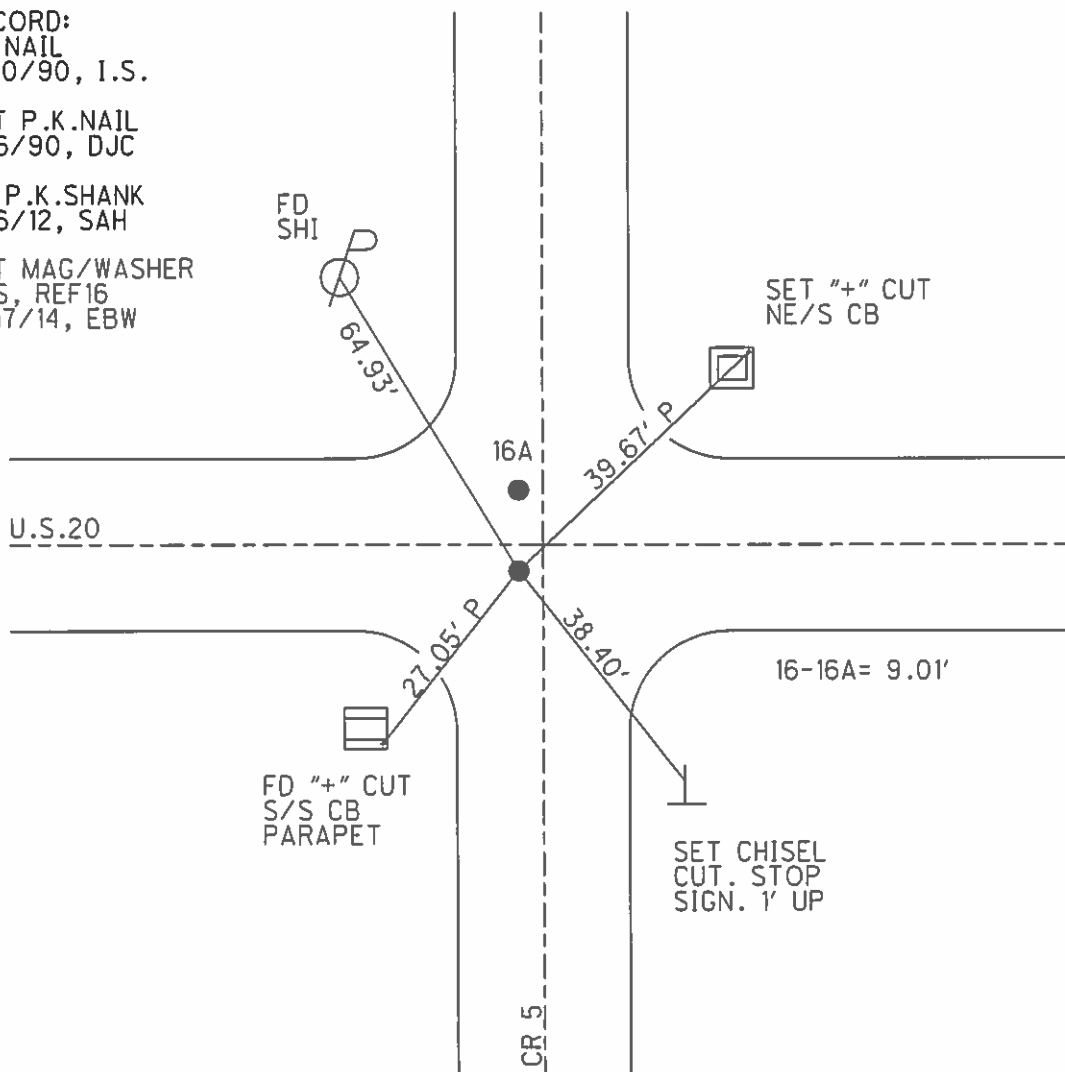 CORD:
NAIL
0/90, I.S.
T P.K.NAIL
6/90, DJC
P.K.SHANK
6/12, SAH
T MAG/WASHER
S, REF16
17/14, EBW
FD
SHI
P
64.93'
SET "+" CUT
NE/S CB
39.67' P
16A
U.S.20
27.05' P
38.40'
16-16A= 9.01'
FD "+" CUT
S/S CB
PARAPET
SET CHISEL
CUT. STOP
SIGN. 1' UP
CR 5